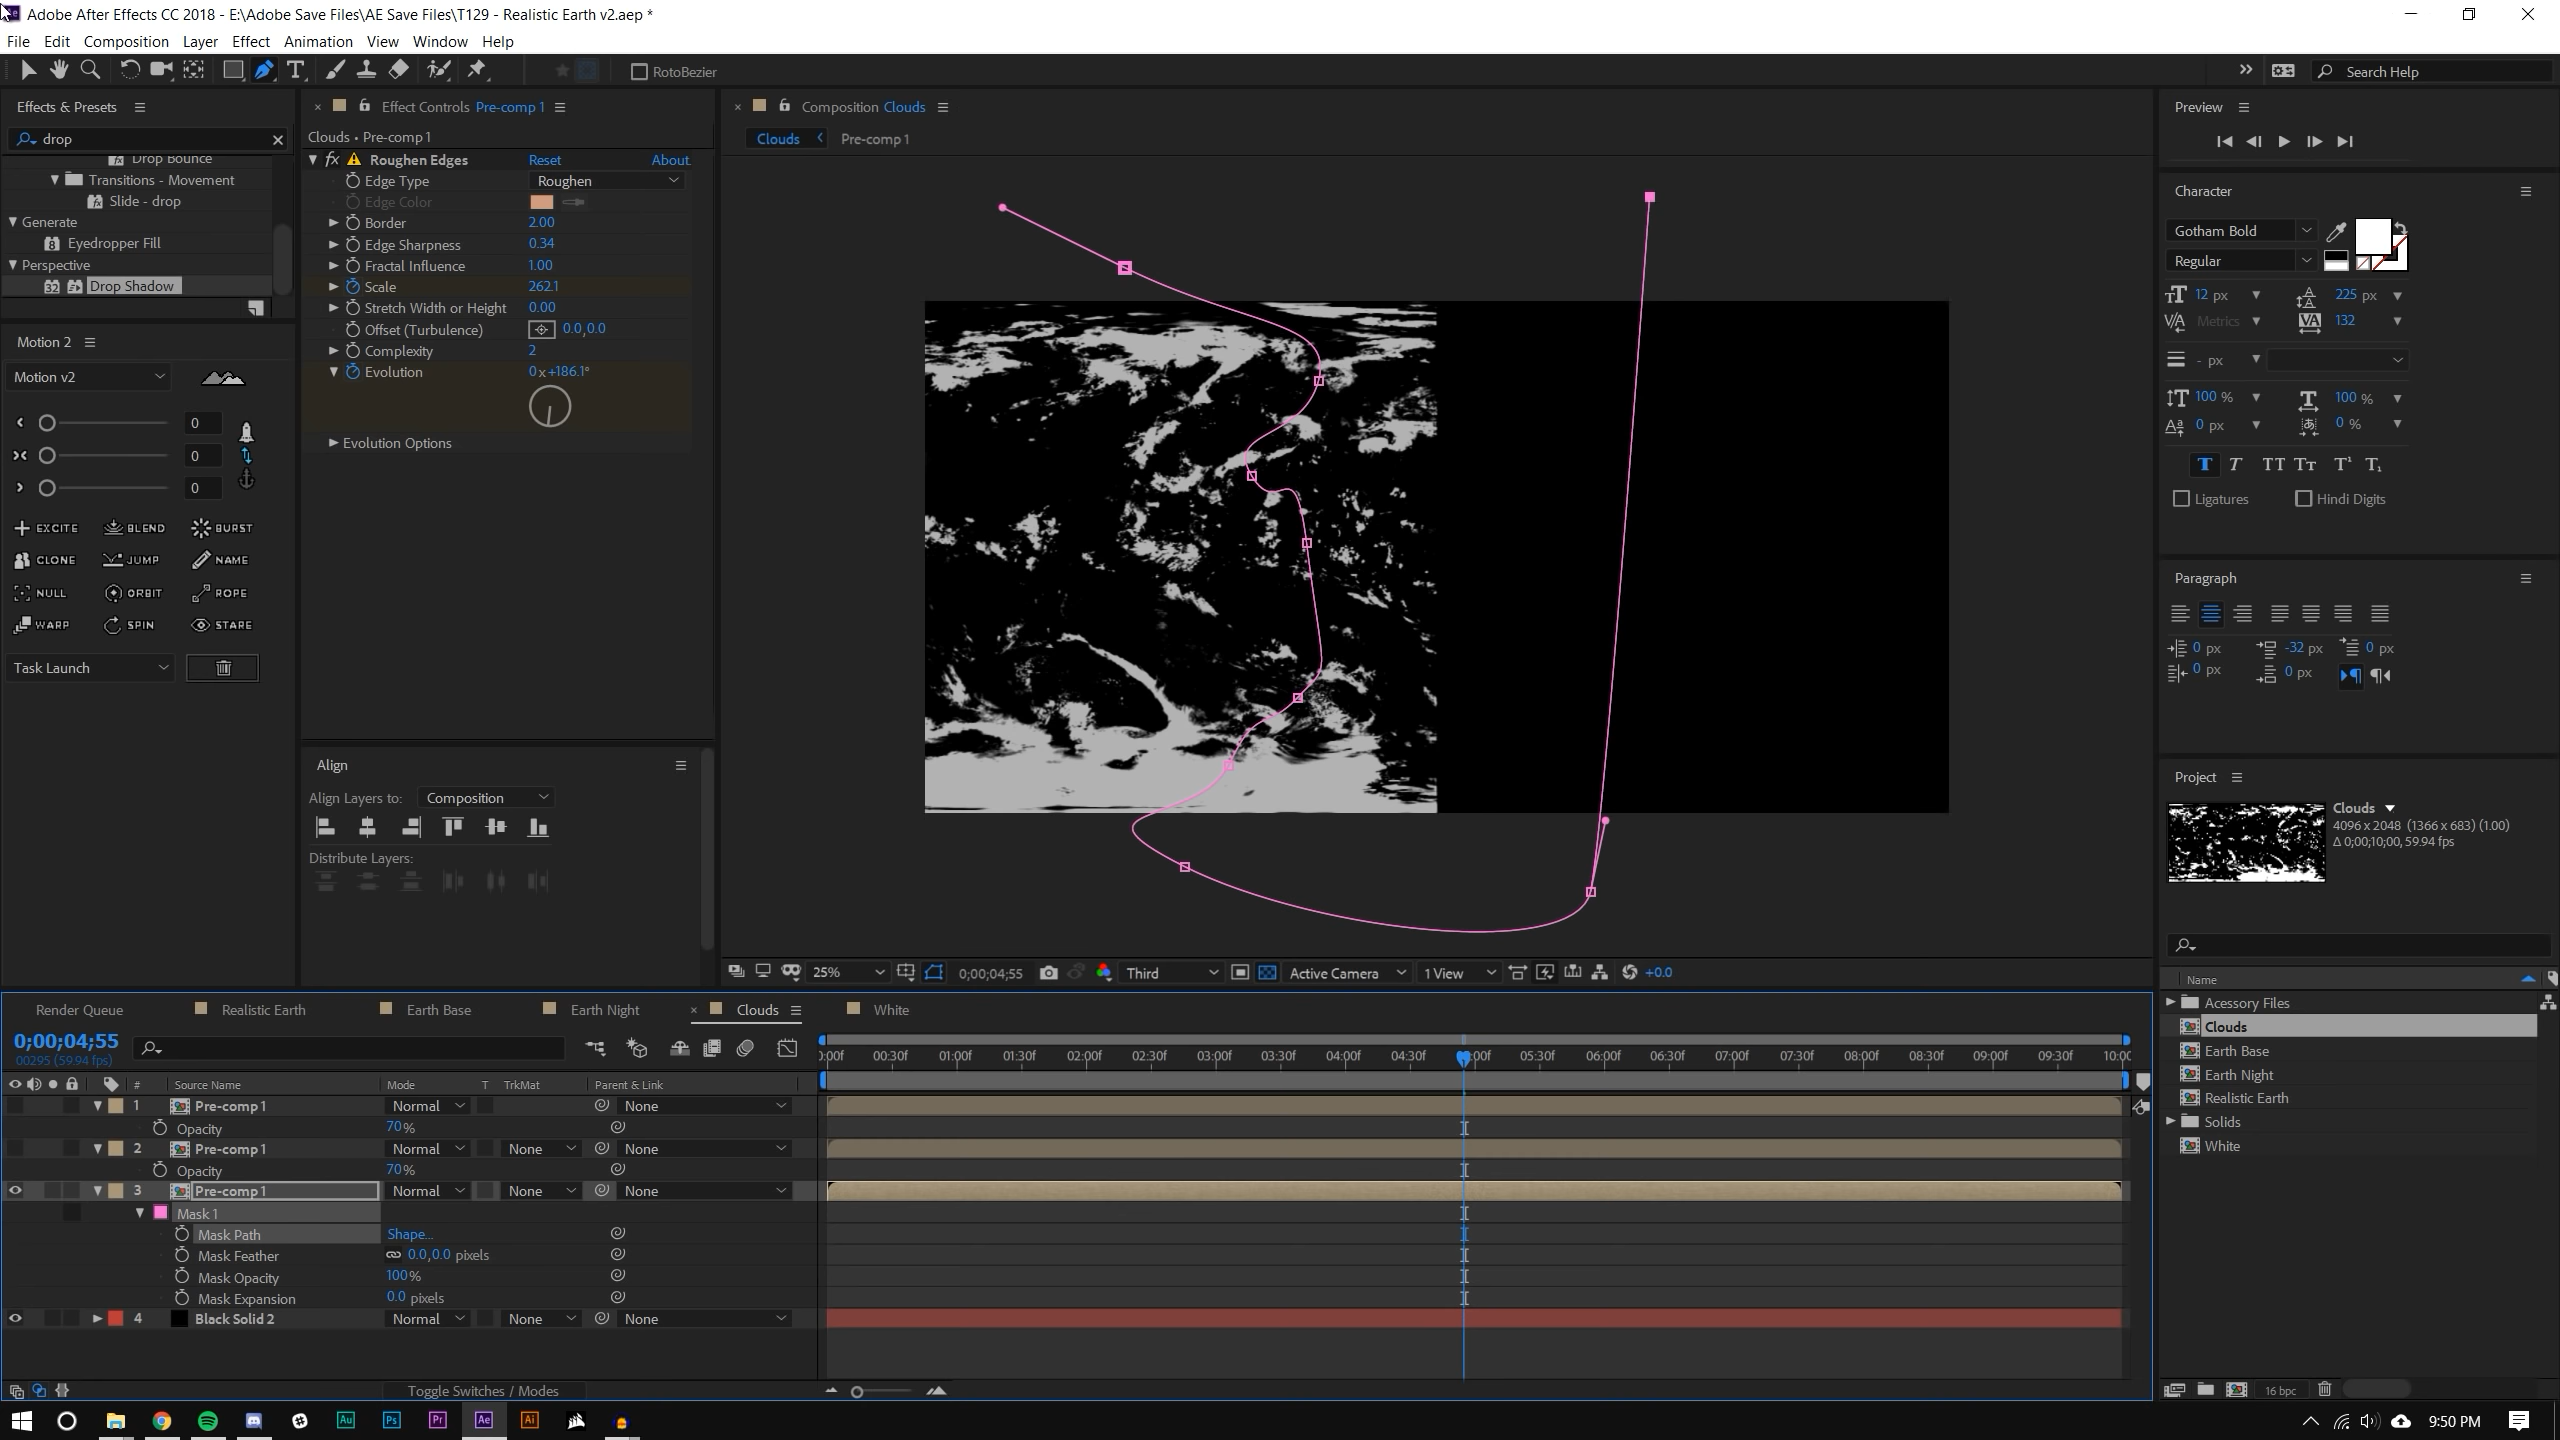 Adobe After Effects CC 2018 - E:\Adobe Save Files\AE Save Files\T129 - Realistic Earth v2.aep *
File Edit Composition Layer Effect Animation View Window Help
RotoBezier
Search Help
Effects & Presets
drop
Drop Bounce
Transitions - Movement
Slide - drop
Generate
Eyedropper Fill
Perspective
Drop Shadow
Motion 2
Motion v2
0
0
0
EXCITE BLEND BURST
CLONE JUMP NAME
NULL ORBIT ROPE
WARP SPIN STARE
Task Launch
Effect Controls Pre-comp 1
Clouds • Pre-comp 1
fx Roughen Edges Reset About.
Edge Type Roughen
Edge Color
Border 2.00
Edge Sharpness 0.34
Fractal Influence 1.00
Scale 262.1
Stretch Width or Height 0.00
Offset (Turbulence) 0.0,0.0
Complexity 2
Evolution 0x+186.1°
Evolution Options
Align
Align Layers to: Composition
Distribute Layers:
Composition Clouds
Clouds Pre-comp 1
25% 0;00;04;55 Third Active Camera 1 View +0.0
Preview
Character
Gotham Bold
Regular
12 px 225 px
Metrics 132
- px
100 % 100 %
0 px 0 %
T T TT Tt T¹ T₁
Ligatures Hindi Digits
Paragraph
0 px -32 px 0 px
0 px 0 px
Project
Clouds
4096 x 2048 (1366 x 683) (1.00)
Δ 0;00;10;00, 59.94 fps
Name
Acessory Files
Clouds
Earth Base
Earth Night
Realistic Earth
Solids
White
16 bpc
Render Queue Realistic Earth Earth Base Earth Night Clouds White
0;00;04;55
00295 (59.94 fps)
00:30f 01:00f 01:30f 02:00f 02:30f 03:00f 03:30f 04:00f 04:30f 05:30f 06:00f 06:30f 07:00f 07:30f 08:00f 08:30f 09:00f 09:30f
# Source Name Mode T TrkMat Parent & Link
1 Pre-comp 1 Normal None
Opacity 70%
2 Pre-comp 1 Normal None None
Opacity 70%
3 Pre-comp 1 Normal None None
Mask 1
Mask Path Shape...
Mask Feather 0.0,0.0 pixels
Mask Opacity 100%
Mask Expansion 0.0 pixels
4 Black Solid 2 Normal None None
Toggle Switches / Modes
Au Ps Pr Ae Ai
9:50 PM